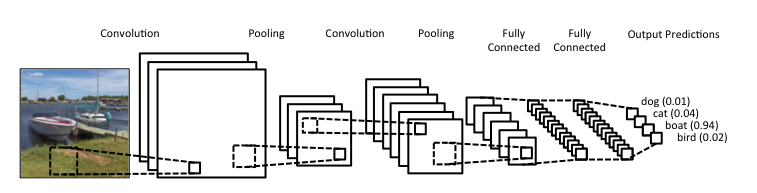 Convolution
Pooling
Convolution
Pooling
Fully
Connected
Fully
Connected
Output Predictions
dog (0.01)
cat (0.04)
boat (0.94)
bird (0.02)